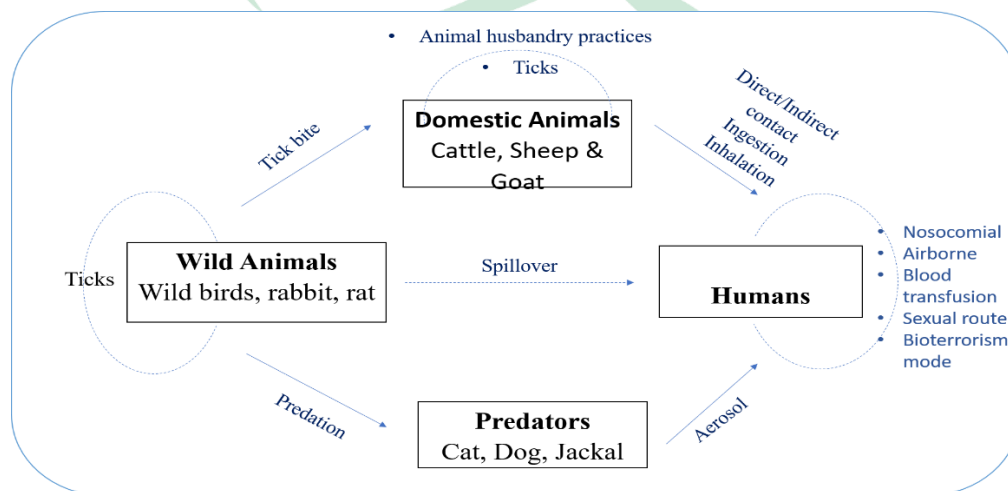 • Animal husbandry practices
• Ticks
Domestic Animals
Cattle, Sheep &
Goat
Tick bite
Direct/Indirect
contact
Ingestion
Inhalation
Ticks
Wild Animals
Wild birds, rabbit, rat
Spillover
Humans
• Nosocomial
• Airborne
• Blood
transfusion
• Sexual route
• Bioterrorism
mode
Predation
Predators
Cat, Dog, Jackal
Aerosol